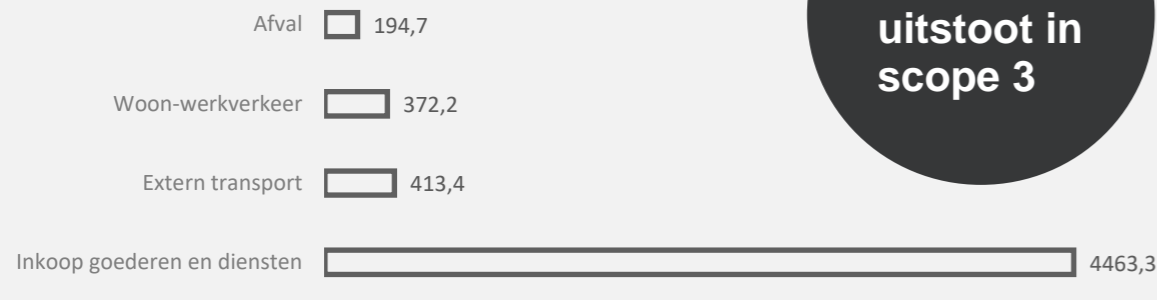 Afval 194,7
uitstoot in
scope 3
Woon-werkverkeer 372,2
Extern transport 413,4
Inkoop goederen en diensten 4463,3